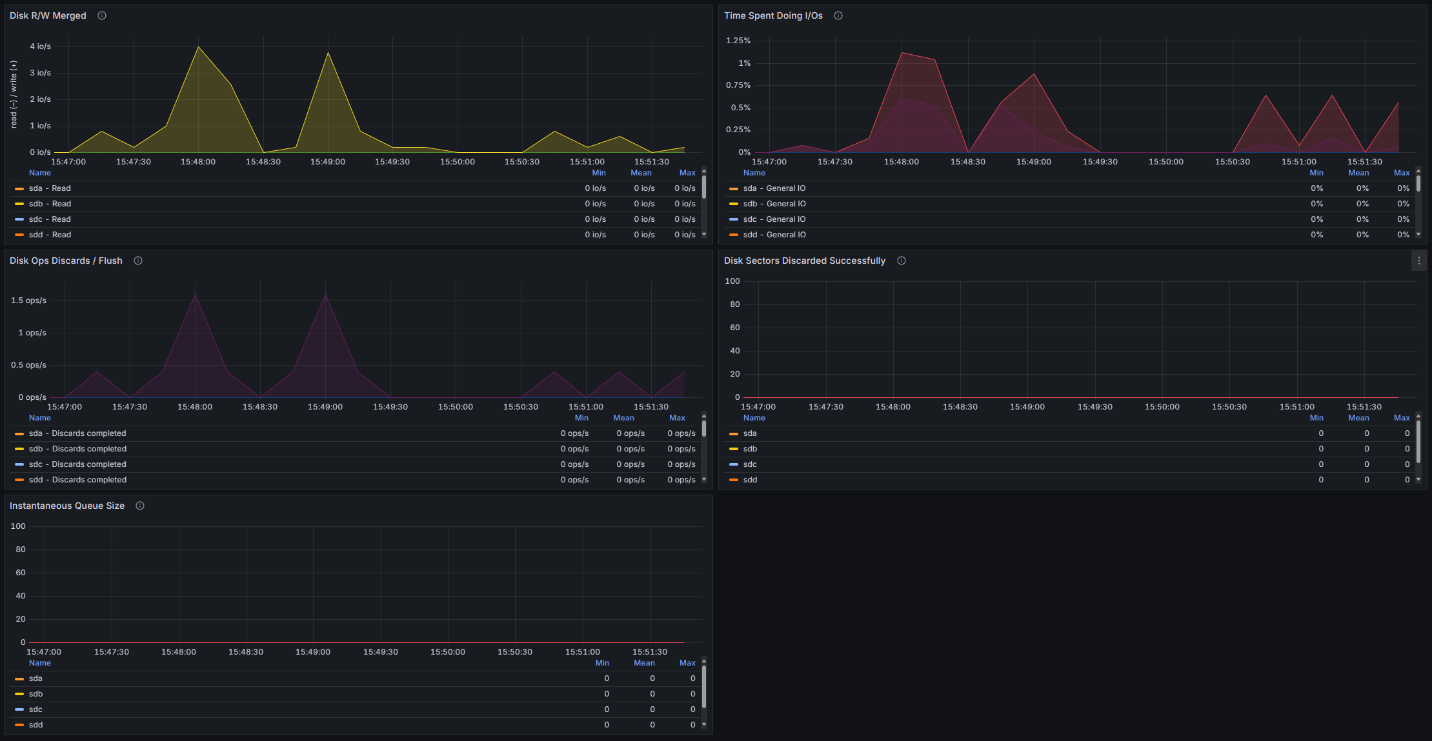 Disk R/W Merged
read (–) / write (+)
4 io/s
3 io/s
2 io/s
1 io/s
0 io/s
15:47:00 15:47:30 15:48:00 15:48:30 15:49:00 15:49:30 15:50:00 15:50:30 15:51:00 15:51:30
Name Min Mean Max
sda - Read 0 io/s 0 io/s 0 io/s
sdb - Read 0 io/s 0 io/s 0 io/s
sdc - Read 0 io/s 0 io/s 0 io/s
sdd - Read 0 io/s 0 io/s 0 io/s
Time Spent Doing I/Os
1.25%
1%
0.75%
0.5%
0.25%
0%
15:47:00 15:47:30 15:48:00 15:48:30 15:49:00 15:49:30 15:50:00 15:50:30 15:51:00 15:51:30
Name Min Mean Max
sda - General IO 0% 0% 0%
sdb - General IO 0% 0% 0%
sdc - General IO 0% 0% 0%
sdd - General IO 0% 0% 0%
Disk Ops Discards / Flush
1.5 ops/s
1 ops/s
0.5 ops/s
0 ops/s
15:47:00 15:47:30 15:48:00 15:48:30 15:49:00 15:49:30 15:50:00 15:50:30 15:51:00 15:51:30
Name Min Mean Max
sda - Discards completed 0 ops/s 0 ops/s 0 ops/s
sdb - Discards completed 0 ops/s 0 ops/s 0 ops/s
sdc - Discards completed 0 ops/s 0 ops/s 0 ops/s
sdd - Discards completed 0 ops/s 0 ops/s 0 ops/s
Disk Sectors Discarded Successfully
100
80
60
40
20
0
15:47:00 15:47:30 15:48:00 15:48:30 15:49:00 15:49:30 15:50:00 15:50:30 15:51:00 15:51:30
Name Min Mean Max
sda 0 0 0
sdb 0 0 0
sdc 0 0 0
sdd 0 0 0
Instantaneous Queue Size
100
80
60
40
20
0
15:47:00 15:47:30 15:48:00 15:48:30 15:49:00 15:49:30 15:50:00 15:50:30 15:51:00 15:51:30
Name Min Mean Max
sda 0 0 0
sdb 0 0 0
sdc 0 0 0
sdd 0 0 0